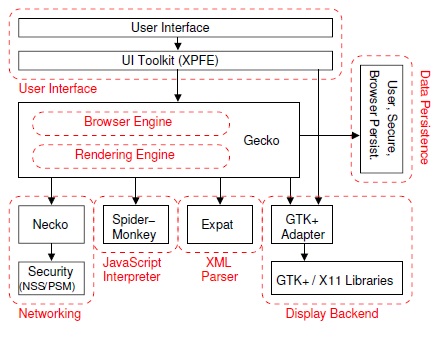 User Interface
UI Toolkit (XPFE)
User Interface
Browser Engine
Rendering Engine
Gecko
User, Secure,
Browser Persist.
Data Persistence
Necko
Security
(NSS/PSM)
Networking
Spider–
Monkey
JavaScript
Interpreter
Expat
XML
Parser
GTK+
Adapter
GTK+ / X11 Libraries
Display Backend